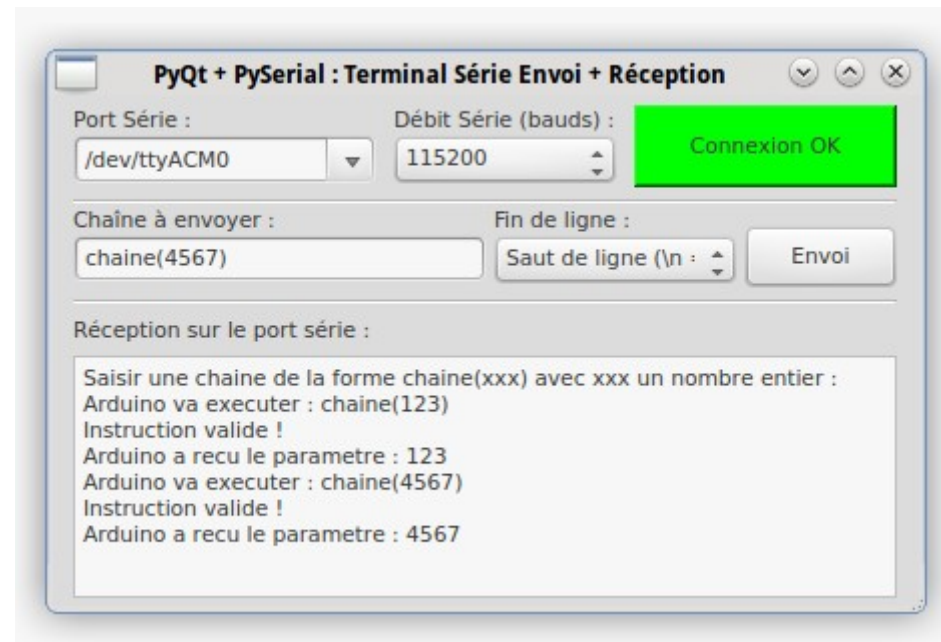 PyQt + PySerial : Terminal Série Envoi + Réception
Port Série :
Débit Série (bauds) :
/dev/ttyACM0
115200
Connexion OK
Chaîne à envoyer :
Fin de ligne :
chaine(4567)
Saut de ligne (\n
Envoi
Réception sur le port série :
Saisir une chaine de la forme chaine(xxx) avec xxx un nombre entier :
Arduino va executer : chaine(123)
Instruction valide !
Arduino a recu le parametre : 123
Arduino va executer : chaine(4567)
Instruction valide !
Arduino a recu le parametre : 4567